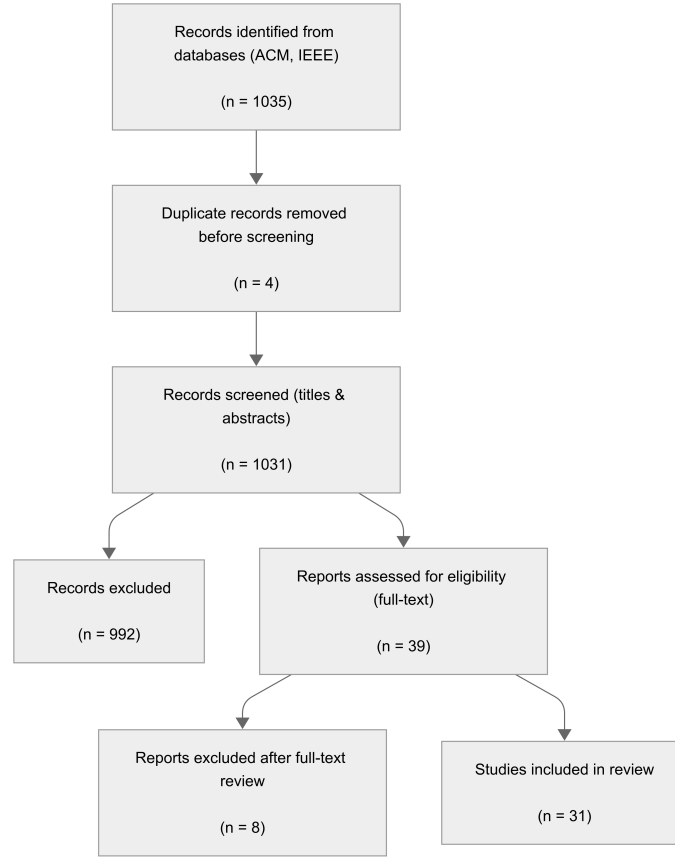 Records identified from
databases (ACM, IEEE)
(n = 1035)
Duplicate records removed
before screening
(n = 4)
Records screened (titles &
abstracts)
(n = 1031)
Records excluded
(n = 992)
Reports assessed for eligibility
(full-text)
(n = 39)
Reports excluded after full-text
review
(n = 8)
Studies included in review
(n = 31)